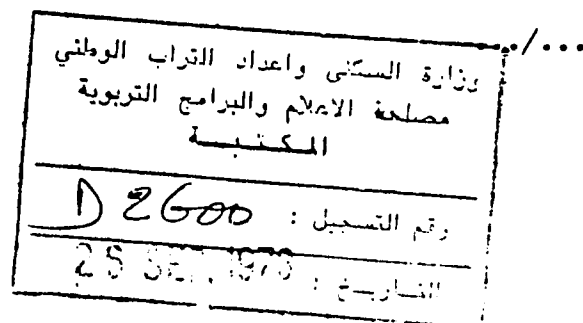 ./...
وزارة السكنى واعداد التراب الوطني
مصلحة الاعلام والبرامج التربوية
المكتبة
رقم التسجيل : D 2600
التاريخ :